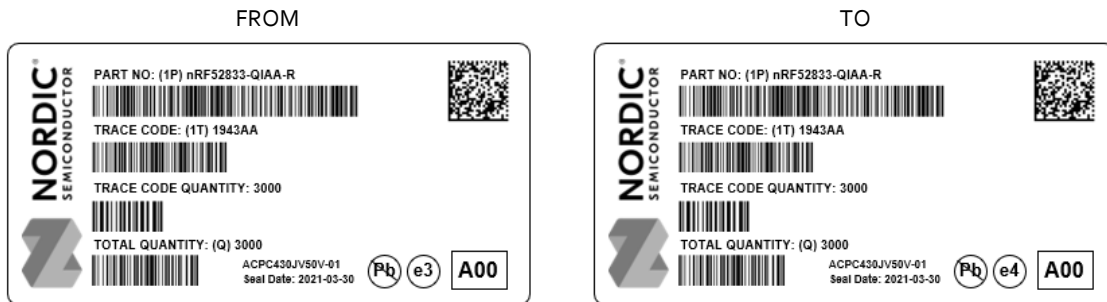 FROM
NORDIC
SEMICONDUCTOR
PART NO: (1P) nRF52833-QIAA-R
TRACE CODE: (1T) 1943AA
TRACE CODE QUANTITY: 3000
TOTAL QUANTITY: (Q) 3000
ACPC430JV50V-01
Seal Date: 2021-03-30
Pb
e3
A00
TO
NORDIC
SEMICONDUCTOR
PART NO: (1P) nRF52833-QIAA-R
TRACE CODE: (1T) 1943AA
TRACE CODE QUANTITY: 3000
TOTAL QUANTITY: (Q) 3000
ACPC430JV50V-01
Seal Date: 2021-03-30
Pb
e4
A00